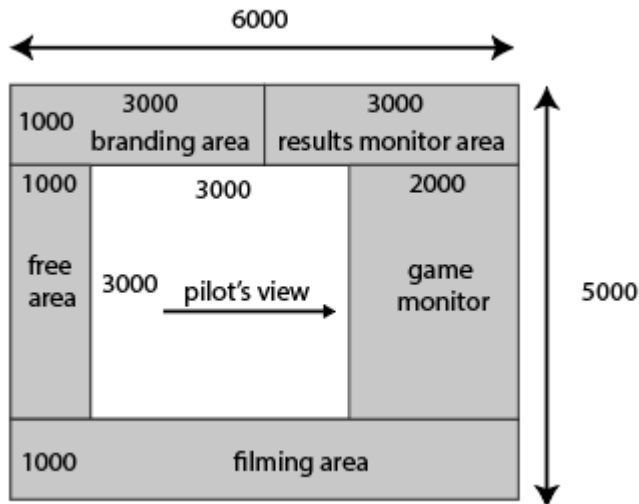 6000
3000
1000
branding area
3000
results monitor area
1000
free
area
3000
3000
pilot's view
2000
game
monitor
5000
1000
filming area